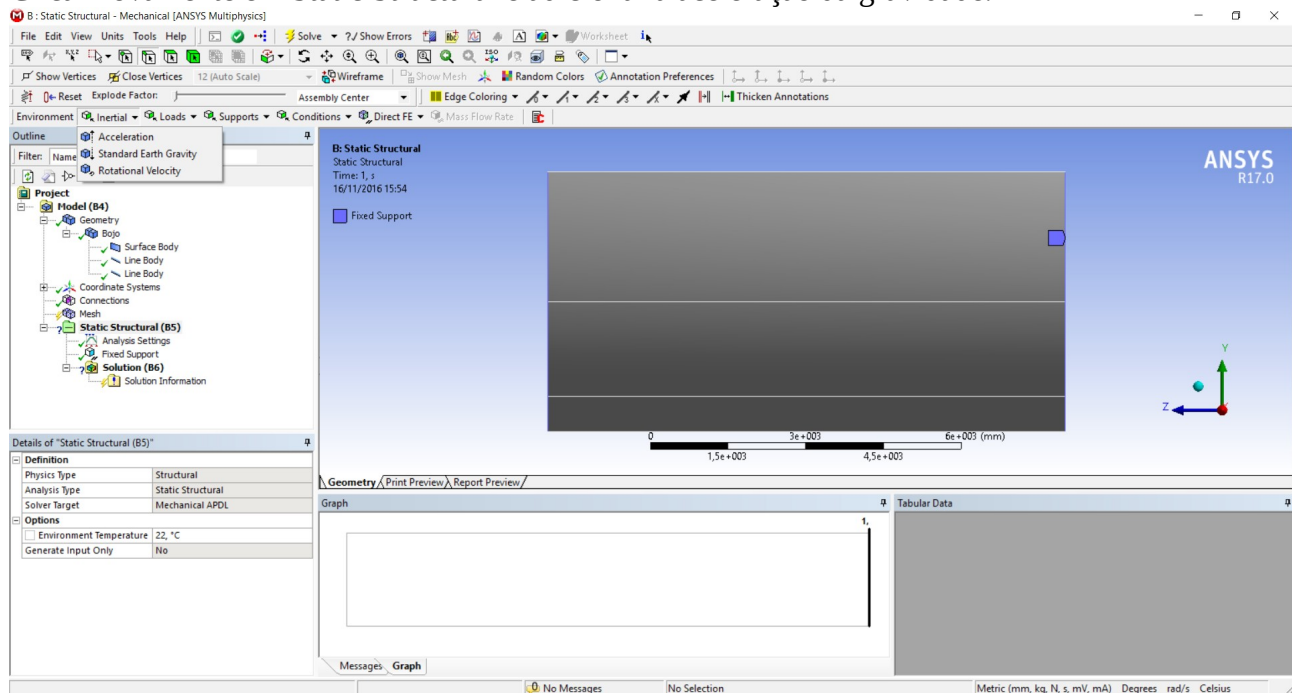 B : Static Structural - Mechanical [ANSYS Multiphysics]
File Edit View Units Tools Help Solve ?/ Show Errors Worksheet
Show Vertices Close Vertices 12 (Auto Scale) Wireframe Show Mesh Random Colors Annotation Preferences
Reset Explode Factor: Assembly Center Edge Coloring Thicken Annotations
Environment Inertial Loads Supports Conditions Direct FE Mass Flow Rate
Acceleration
Standard Earth Gravity
Rotational Velocity
Outline
Filter: Name
Project
Model (B4)
Geometry
Bojo
Surface Body
Line Body
Line Body
Coordinate Systems
Connections
Mesh
Static Structural (B5)
Analysis Settings
Fixed Support
Solution (B6)
Solution Information
B: Static Structural
Static Structural
Time: 1, s
16/11/2016 15:54
Fixed Support
ANSYS
R17.0
Y
Z
0 3e+003 6e+003 (mm)
1,5e+003 4,5e+003
Geometry Print Preview Report Preview
Details of "Static Structural (B5)"
Definition
Physics Type Structural
Analysis Type Static Structural
Solver Target Mechanical APDL
Options
Environment Temperature 22, °C
Generate Input Only No
Graph
1,
Messages Graph
Tabular Data
0 No Messages No Selection Metric (mm, kg, N, s, mV, mA) Degrees rad/s Celsius